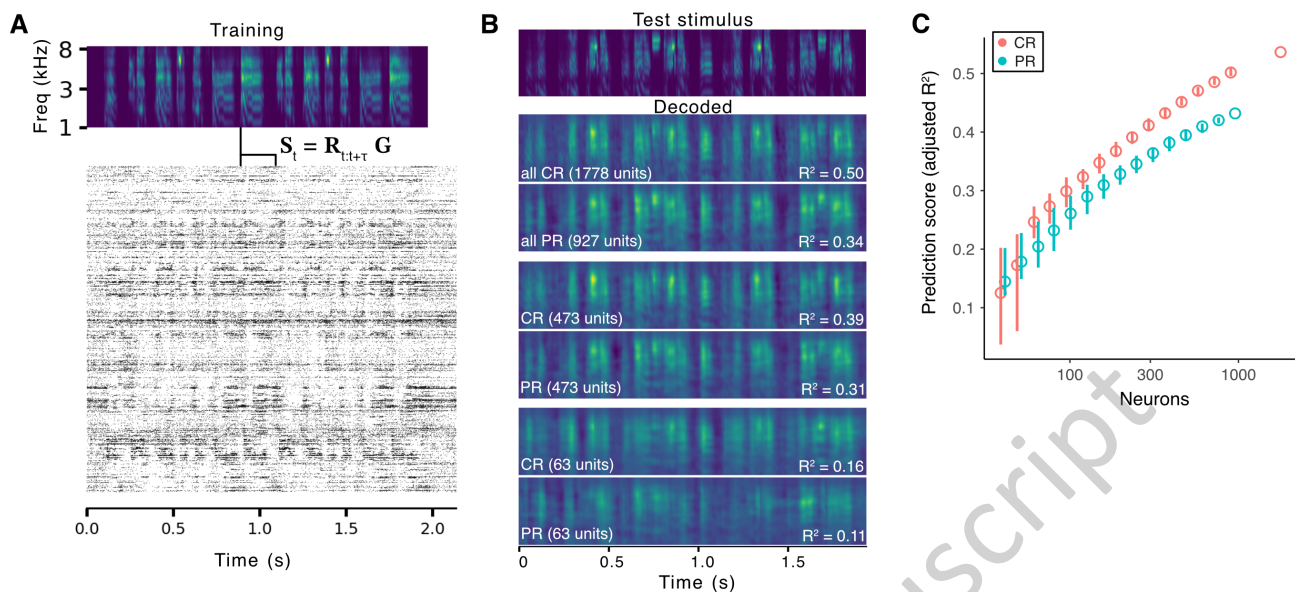 A
Training
Freq (kHz)
8
3
1
S_t = R_{t:t+τ} G
0.0 0.5 1.0 1.5 2.0
Time (s)
B
Test stimulus
Decoded
all CR (1778 units) R² = 0.50
all PR (927 units) R² = 0.34
CR (473 units) R² = 0.39
PR (473 units) R² = 0.31
CR (63 units) R² = 0.16
PR (63 units) R² = 0.11
0.5 1.0 1.5
Time (s)
C
CR
PR
Prediction score (adjusted R²)
0.5
0.4
0.3
0.2
0.1
100 300 1000
Neurons
uscript